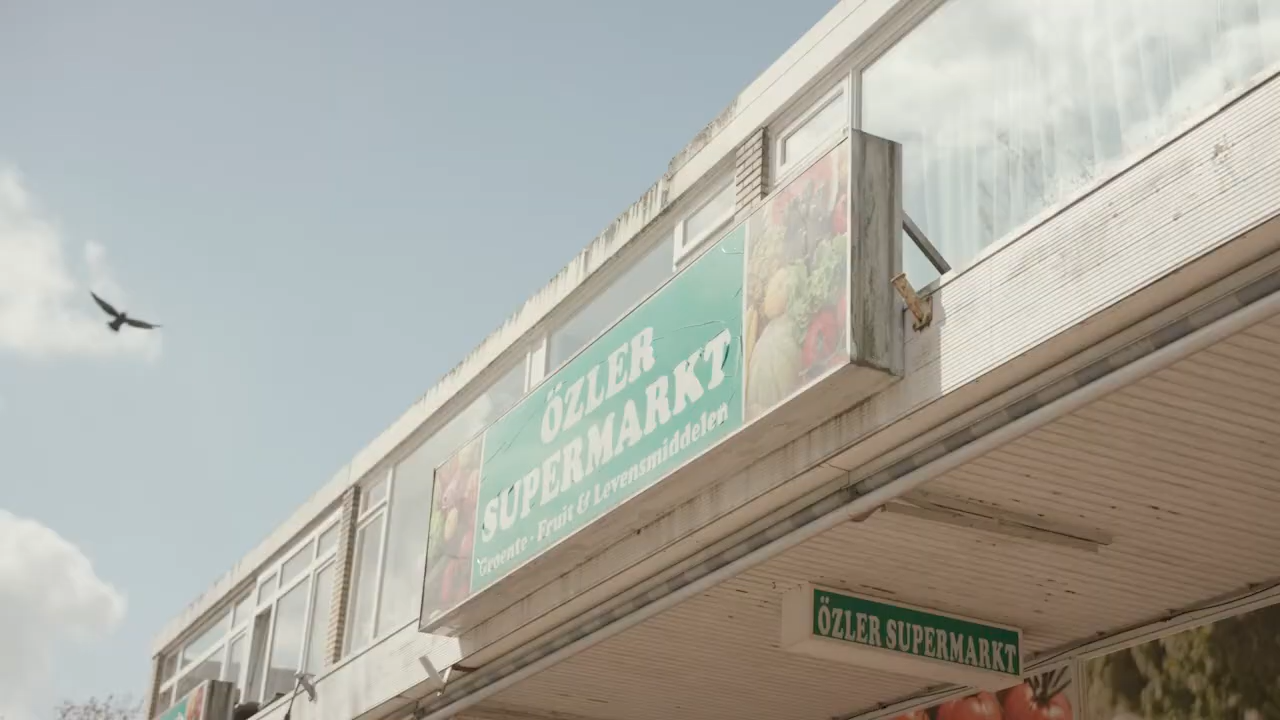 ÖZLER
SUPERMARKT
Groente - Fruit & Levensmiddelen
ÖZLER SUPERMARKT